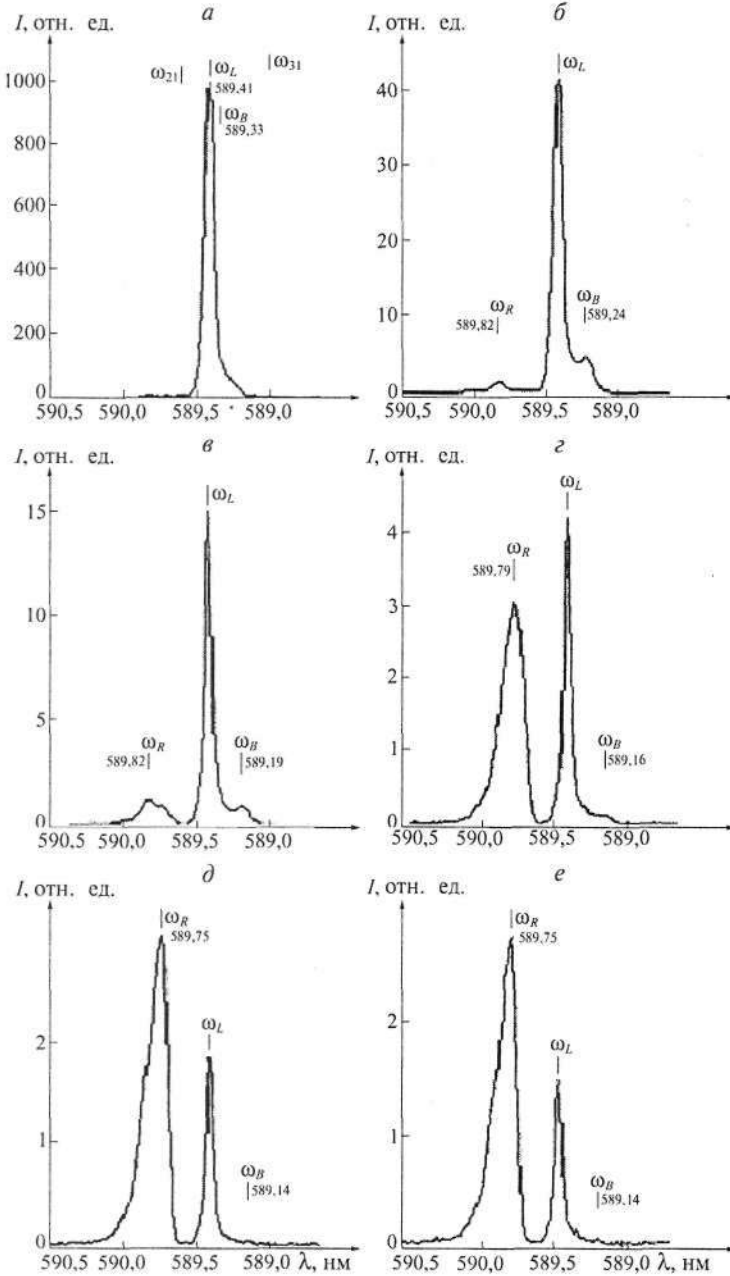 а
I, отн. ед.
1000
800
600
400
200
0
ω21
ωL
589,41
ωB
589,33
ω31
590,5 590,0 589,5 589,0
б
I, отн. ед.
40
30
20
10
0
ωL
ωR
589,82
ωB
589,24
590,5 590,0 589,5 589,0
в
I, отн. ед.
15
10
5
0
ωL
ωR
589,82
ωB
589,19
590,5 590,0 589,5 589,0
г
I, отн. ед.
4
3
2
1
0
ωL
ωR
589,79
ωB
589,16
590,5 590,0 589,5 589,0
д
I, отн. ед.
2
1
0
ωR
589,75
ωL
ωB
589,14
590,5 590,0 589,5 589,0 λ, нм
е
I, отн. ед.
2
1
0
ωR
589,75
ωL
ωB
589,14
590,5 590,0 589,5 589,0 λ, нм